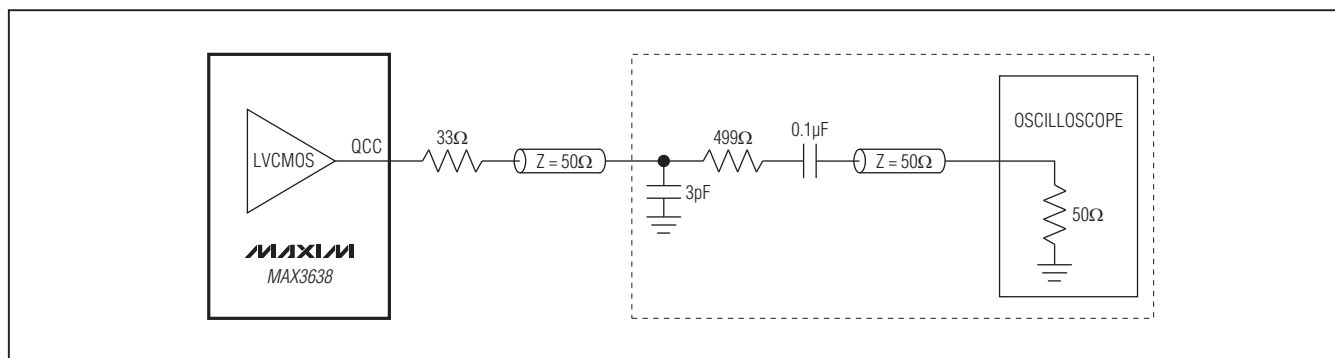 LVCMOS
QCC
MAXIM
MAX3638
33Ω
Z = 50Ω
3pF
499Ω
0.1µF
Z = 50Ω
OSCILLOSCOPE
50Ω